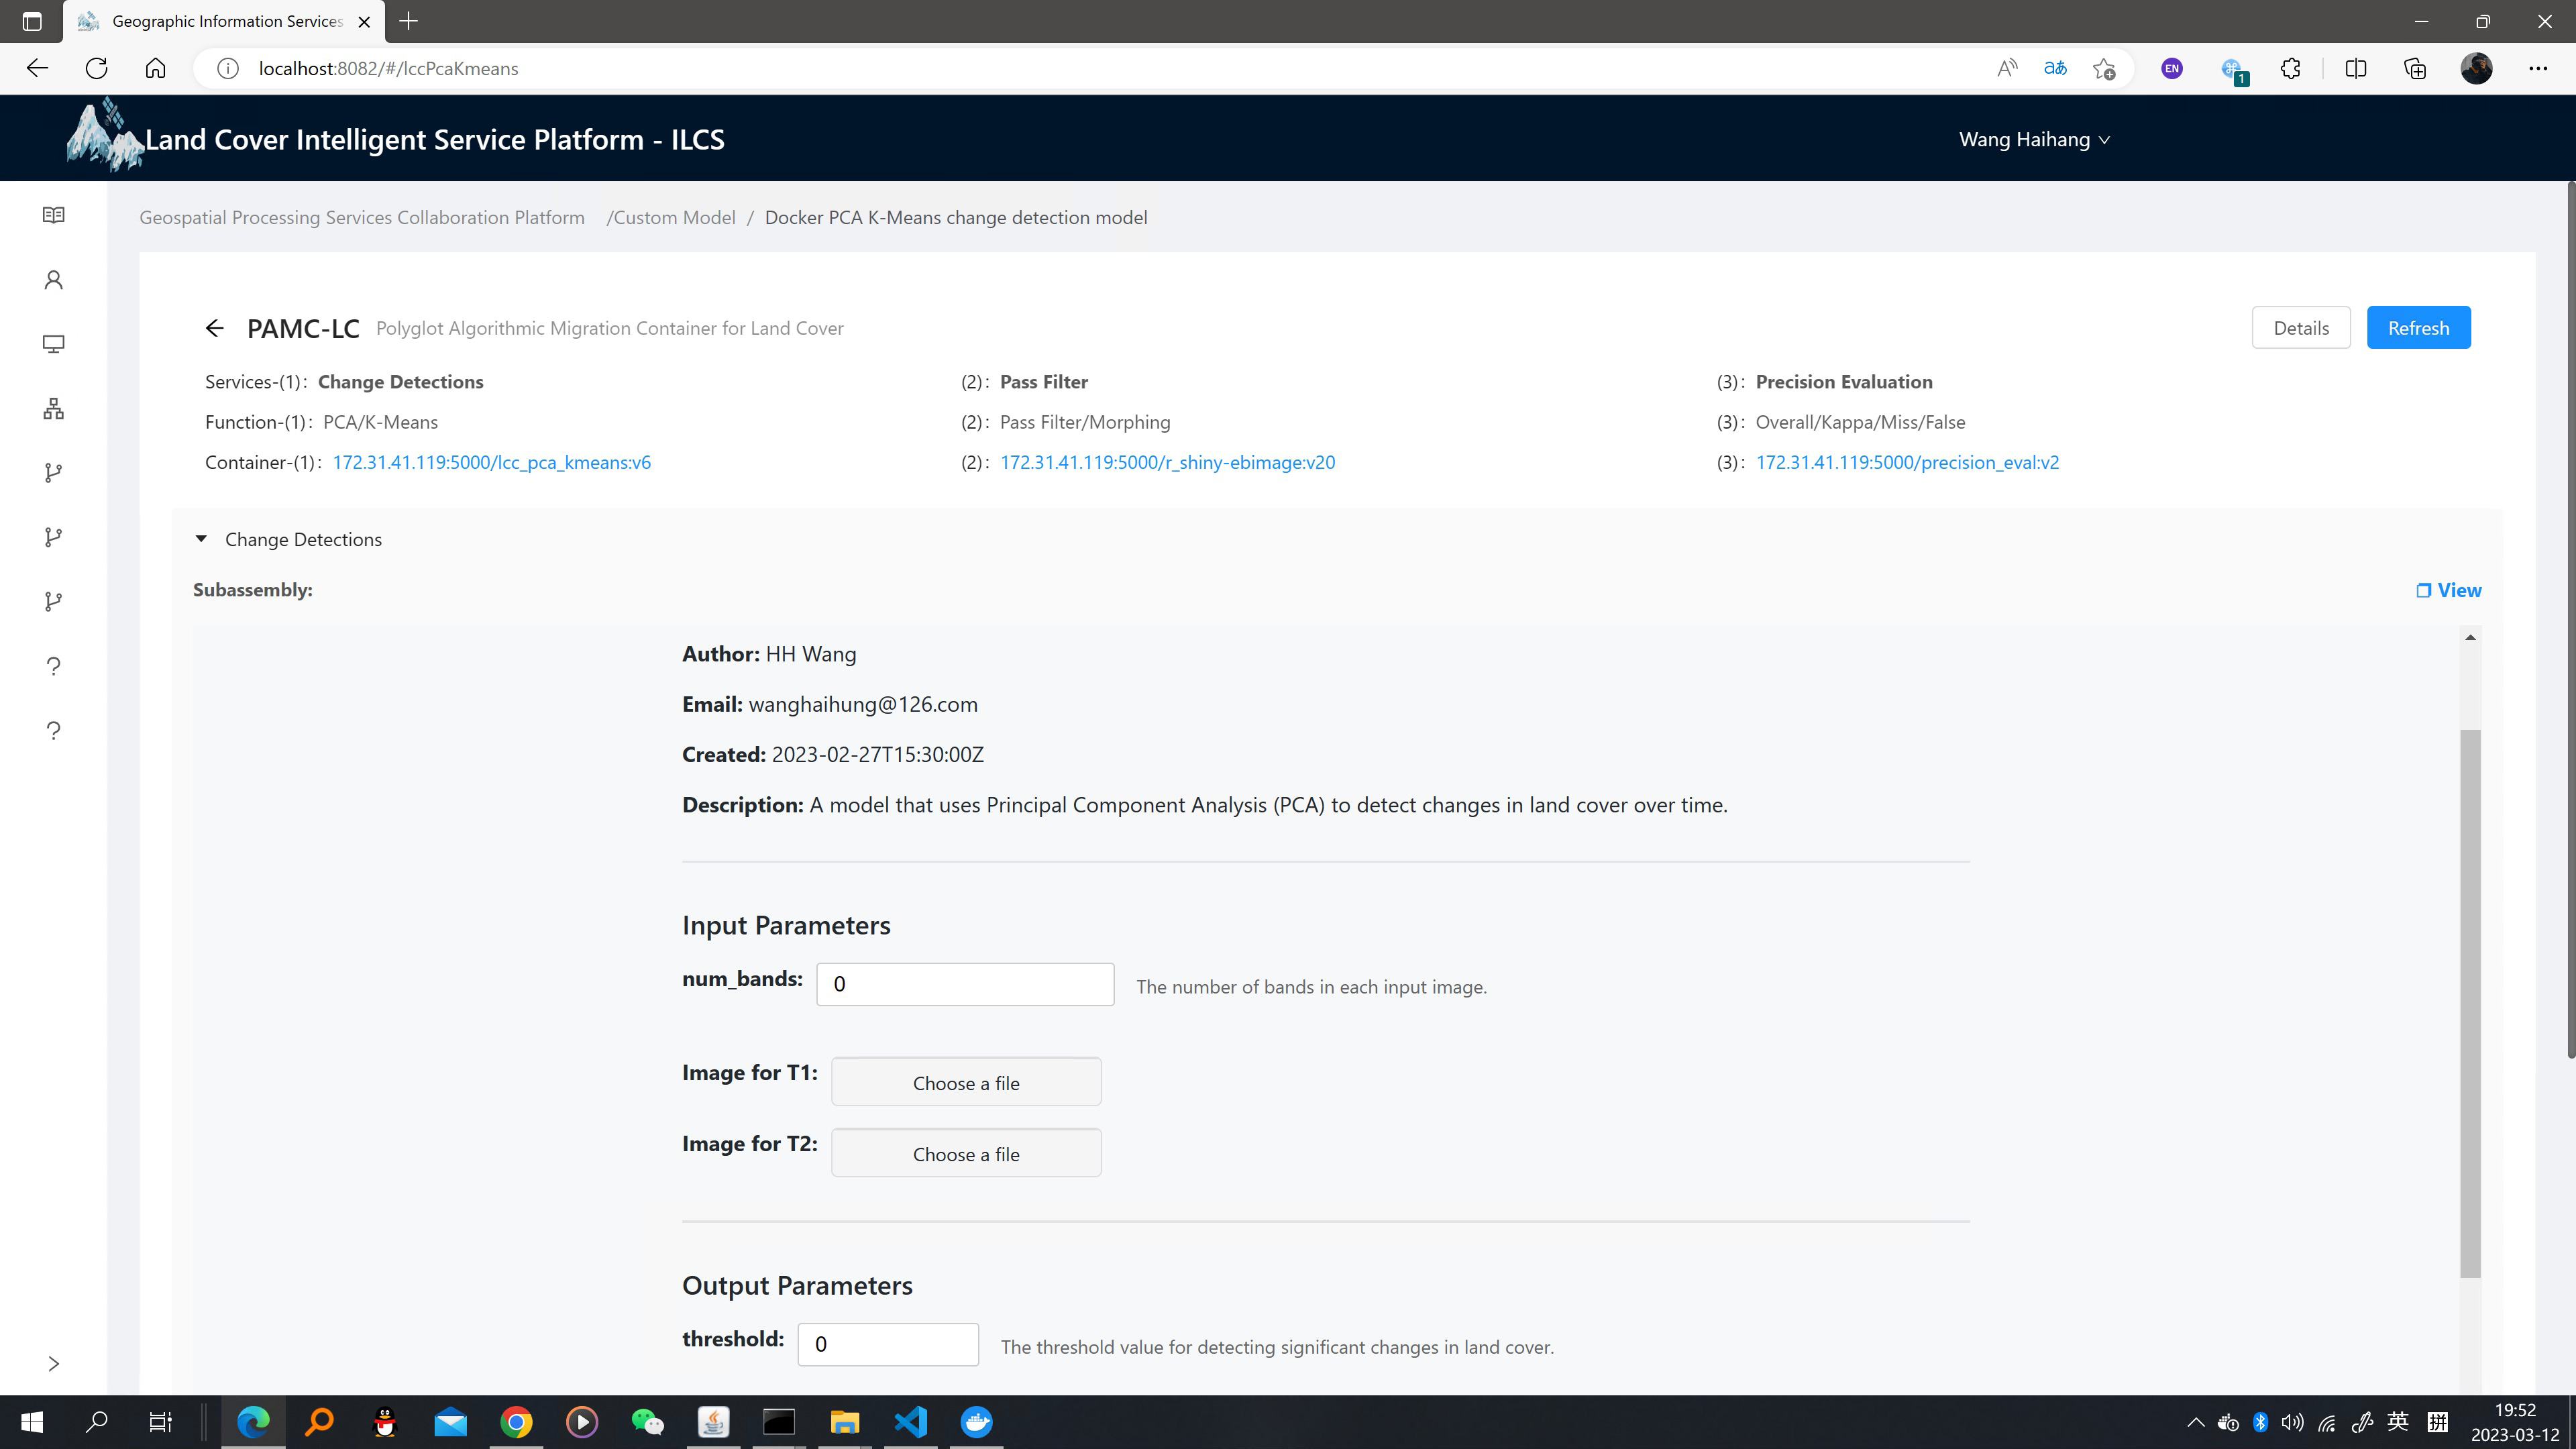 Geographic Information Services
localhost:8082/#/lccPcaKmeans
aあ
EN
1
Land Cover Intelligent Service Platform - ILCS
Wang Haihang
Geospatial Processing Services Collaboration Platform /Custom Model / Docker PCA K-Means change detection model
PAMC-LC Polyglot Algorithmic Migration Container for Land Cover
Details
Refresh
Services-(1): Change Detections
(2): Pass Filter
(3): Precision Evaluation
Function-(1): PCA/K-Means
(2): Pass Filter/Morphing
(3): Overall/Kappa/Miss/False
Container-(1): 172.31.41.119:5000/lcc_pca_kmeans:v6
(2): 172.31.41.119:5000/r_shiny-ebimage:v20
(3): 172.31.41.119:5000/precision_eval:v2
Change Detections
Subassembly:
View
Author: HH Wang
Email: wanghaihung@126.com
Created: 2023-02-27T15:30:00Z
Description: A model that uses Principal Component Analysis (PCA) to detect changes in land cover over time.
Input Parameters
num_bands: 0 The number of bands in each input image.
Image for T1: Choose a file
Image for T2: Choose a file
Output Parameters
threshold: 0 The threshold value for detecting significant changes in land cover.
英 拼
19:52
2023-03-12